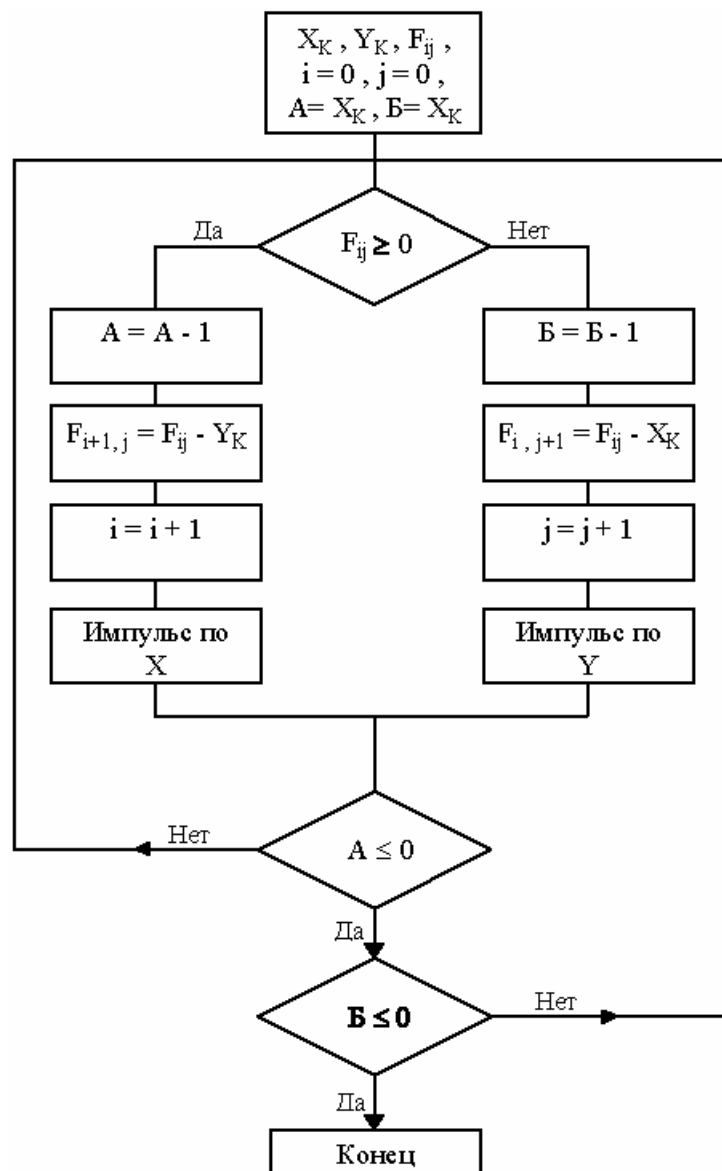 X_K , Y_K, F_ij ,
i = 0 , j = 0 ,
А= X_K , Б= X_K
Да
F_ij ≥ 0
Нет
А = А - 1
Б = Б - 1
F_i+1, j = F_ij - Y_K
F_i , j+1 = F_ij - X_K
i = i + 1
j = j + 1
Импульс по
X
Импульс по
Y
Нет
А ≤ 0
Да
Б ≤ 0
Нет
Да
Конец